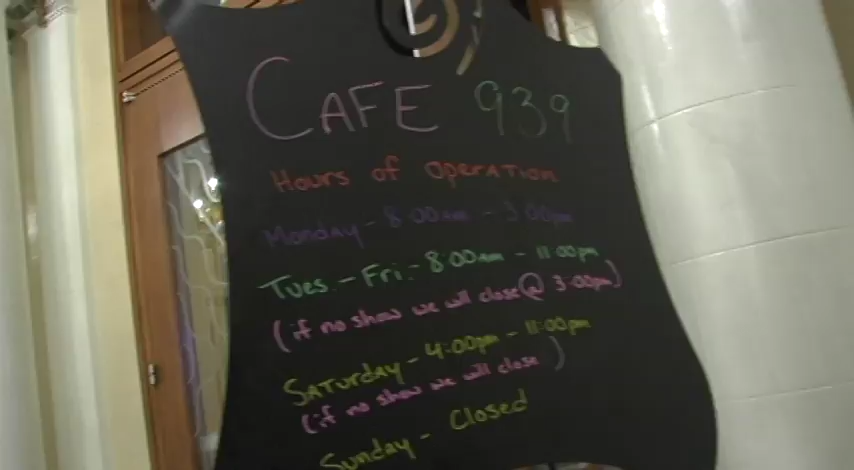 CAFE 939
Hours of operation
Monday - 8:00am - 3:00pm
Tues. - Fri. - 8:00am - 11:00pm
(if no show we will close @ 3:00pm)
Saturday - 4:00pm - 11:00pm
(if no show we will close )
Sunday - Closed